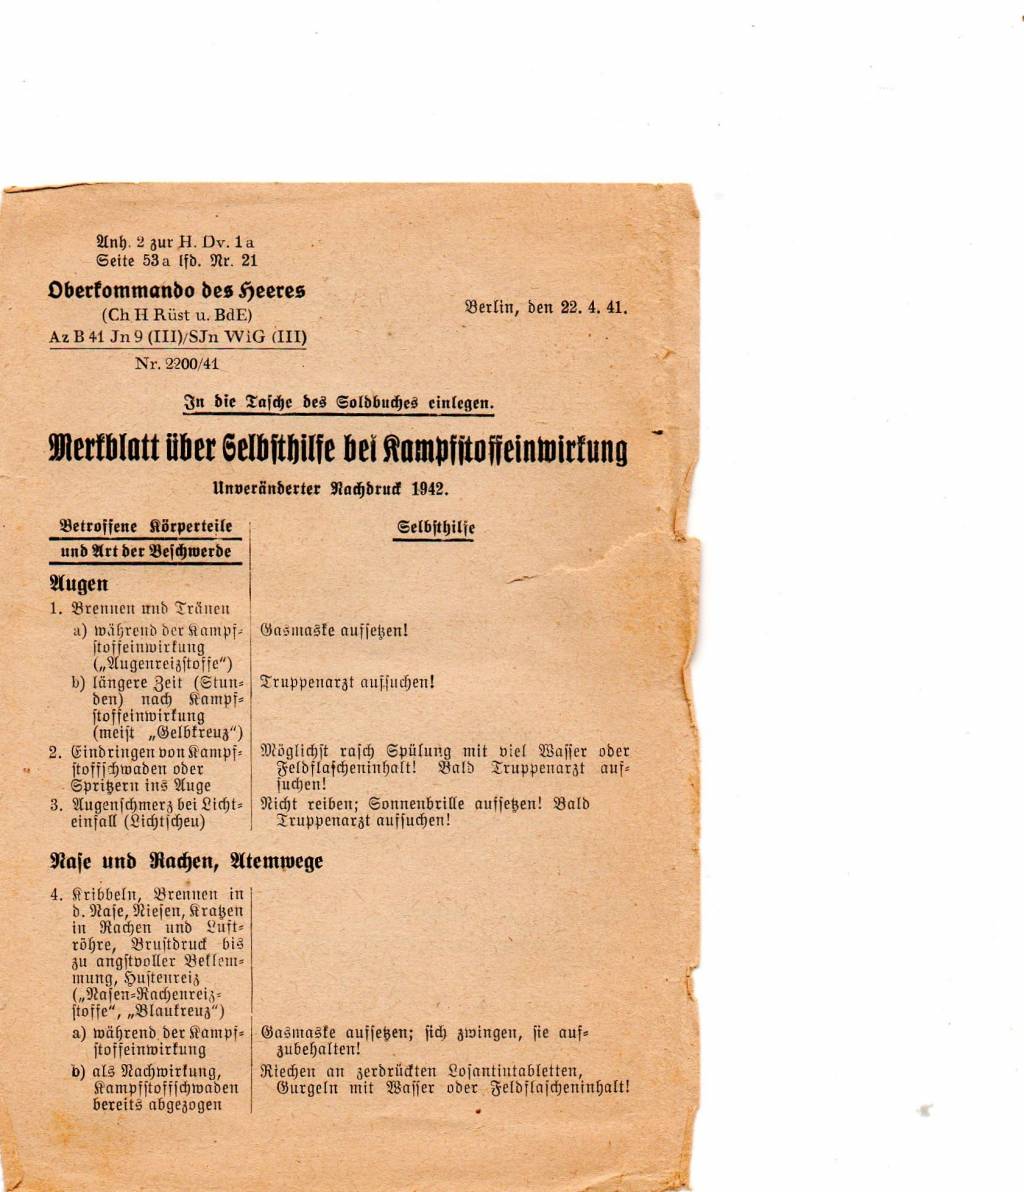 Anh. 2 zur H. Dv. 1a
Seite 53a lfd. Nr. 21
Oberkommando des Heeres
(Ch H Rüst u. BdE)
Az B 41 Jn 9 (III)/SJn WiG (III)
Nr. 2200/41
Berlin, den 22. 4. 41.
In die Tasche des Soldbuches einlegen.
Merkblatt über Selbsthilfe bei Kampfstoffeinwirkung
Unveränderter Nachdruck 1942.
Betroffene Körperteile
und Art der Beschwerde
Selbsthilfe
Augen
1. Brennen und Tränen
a) während der Kampf-
stoffeinwirkung
(„Augenreizstoffe")
Gasmaske aufsetzen!
b) längere Zeit (Stun-
den) nach Kampf-
stoffeinwirkung
(meist „Gelbkreuz")
Truppenarzt aufsuchen!
2. Eindringen von Kampf-
stoffschwaden oder
Spritzern ins Auge
Möglichst rasch Spülung mit viel Wasser oder
Feldflascheninhalt! Bald Truppenarzt auf-
suchen!
3. Augenschmerz bei Licht-
einfall (Lichtscheu)
Nicht reiben; Sonnenbrille aufsetzen! Bald
Truppenarzt aufsuchen!
Nase und Rachen, Atemwege
4. Kribbeln, Brennen in
d. Nase, Niesen, Kratzen
in Rachen und Luft-
röhre, Brustdruck bis
zu angstvoller Beklem-
mung, Hustenreiz
(„Nasen-Rachenreiz-
stoffe", „Blaukreuz")
a) während der Kampf-
stoffeinwirkung
Gasmaske aufsetzen; sich zwingen, sie auf-
zubehalten!
b) als Nachwirkung,
Kampfstoffschwaden
bereits abgezogen
Riechen an zerdrückten Losantintabletten,
Gurgeln mit Wasser oder Feldflascheninhalt!